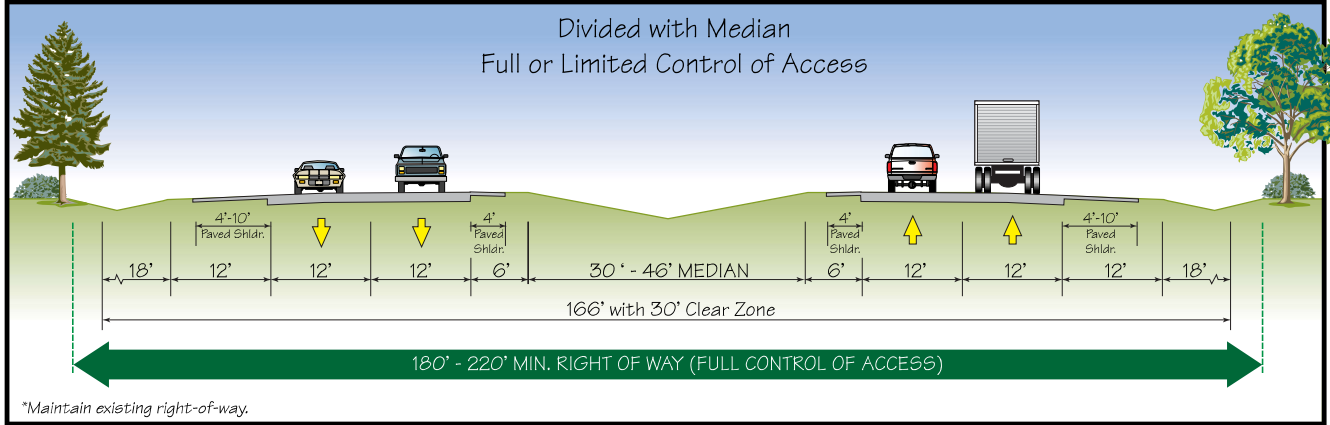 Divided with Median
Full or Limited Control of Access
4'-10'
Paved Shldr.
4'
Paved
Shldr.
4'
Paved
Shldr.
4'-10'
Paved Shldr.
18' 12' 12' 12' 6' 30 ' - 46' MEDIAN 6' 12' 12' 12' 18'
166' with 30' Clear Zone
180' - 220' MIN. RIGHT OF WAY (FULL CONTROL OF ACCESS)
*Maintain existing right-of-way.